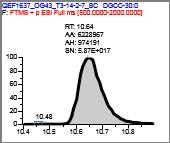 QEF1637_OG43_T3-14-2-7_SC DGCC-30:0
F: FTMS + p ESI Full ms [500.0000-2000.0000]
RT: 10.64
AA: 6228967
AH: 974191
SN: 5.87E+017
100
80
60
40
20
0
10.48
10.4 10.5 10.6 10.7 10.8